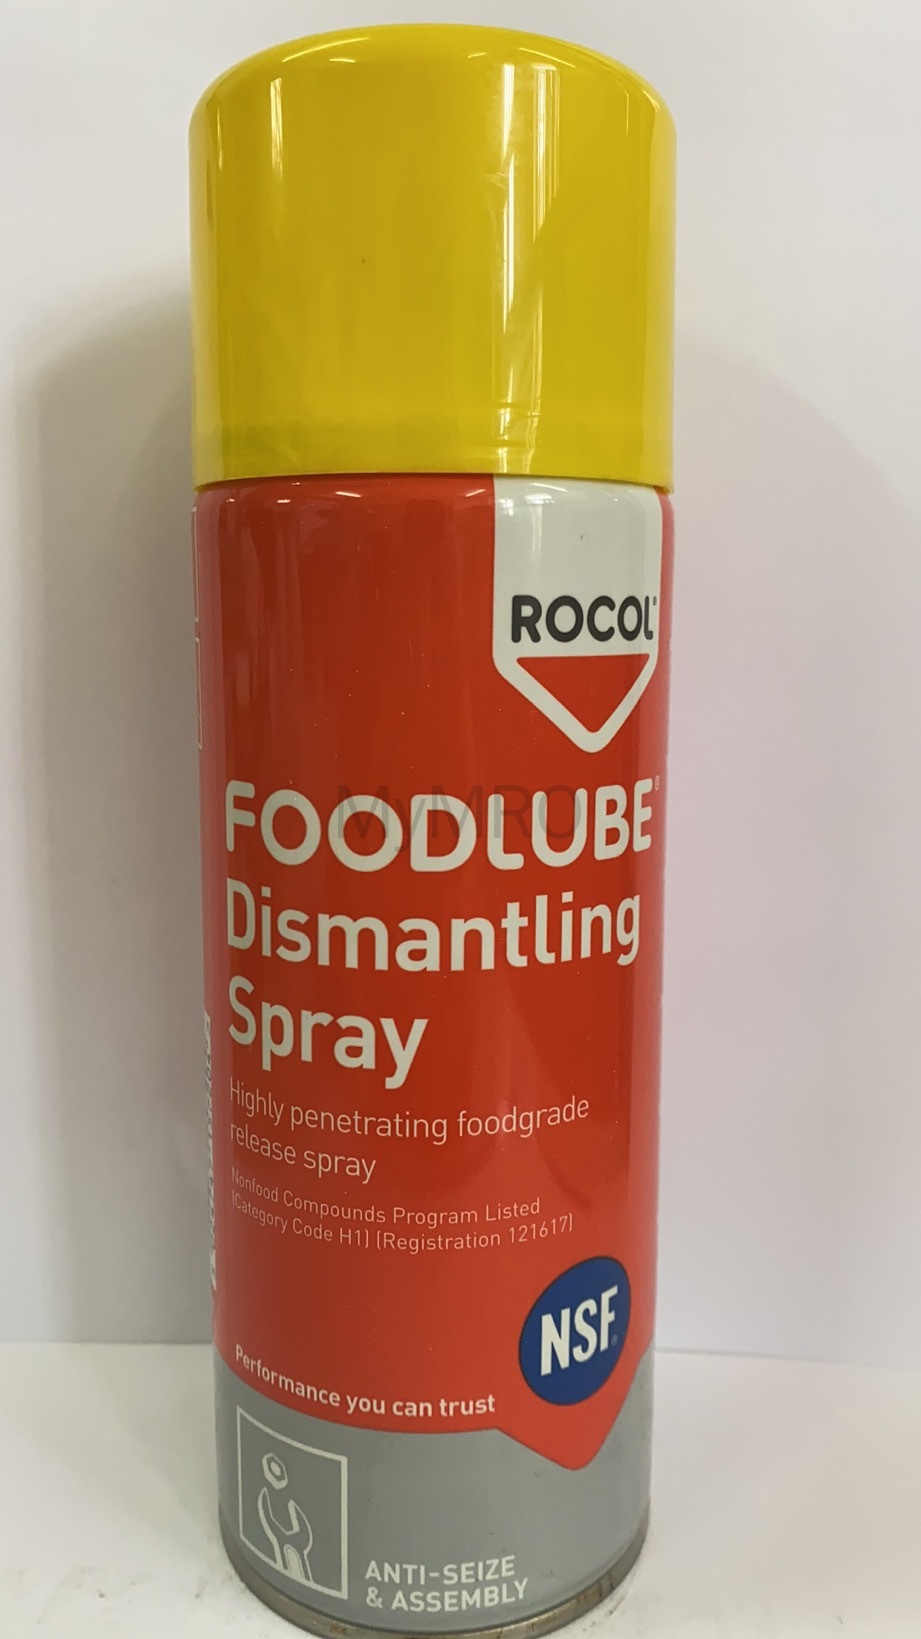 ROCOL®
FOODLUBE®
MyMRO
Dismantling
Spray
Highly penetrating foodgrade
release spray
Nonfood Compounds Program Listed
(Category Code H1) (Registration 121617)
NSF®
Performance you can trust
ANTI-SEIZE
& ASSEMBLY